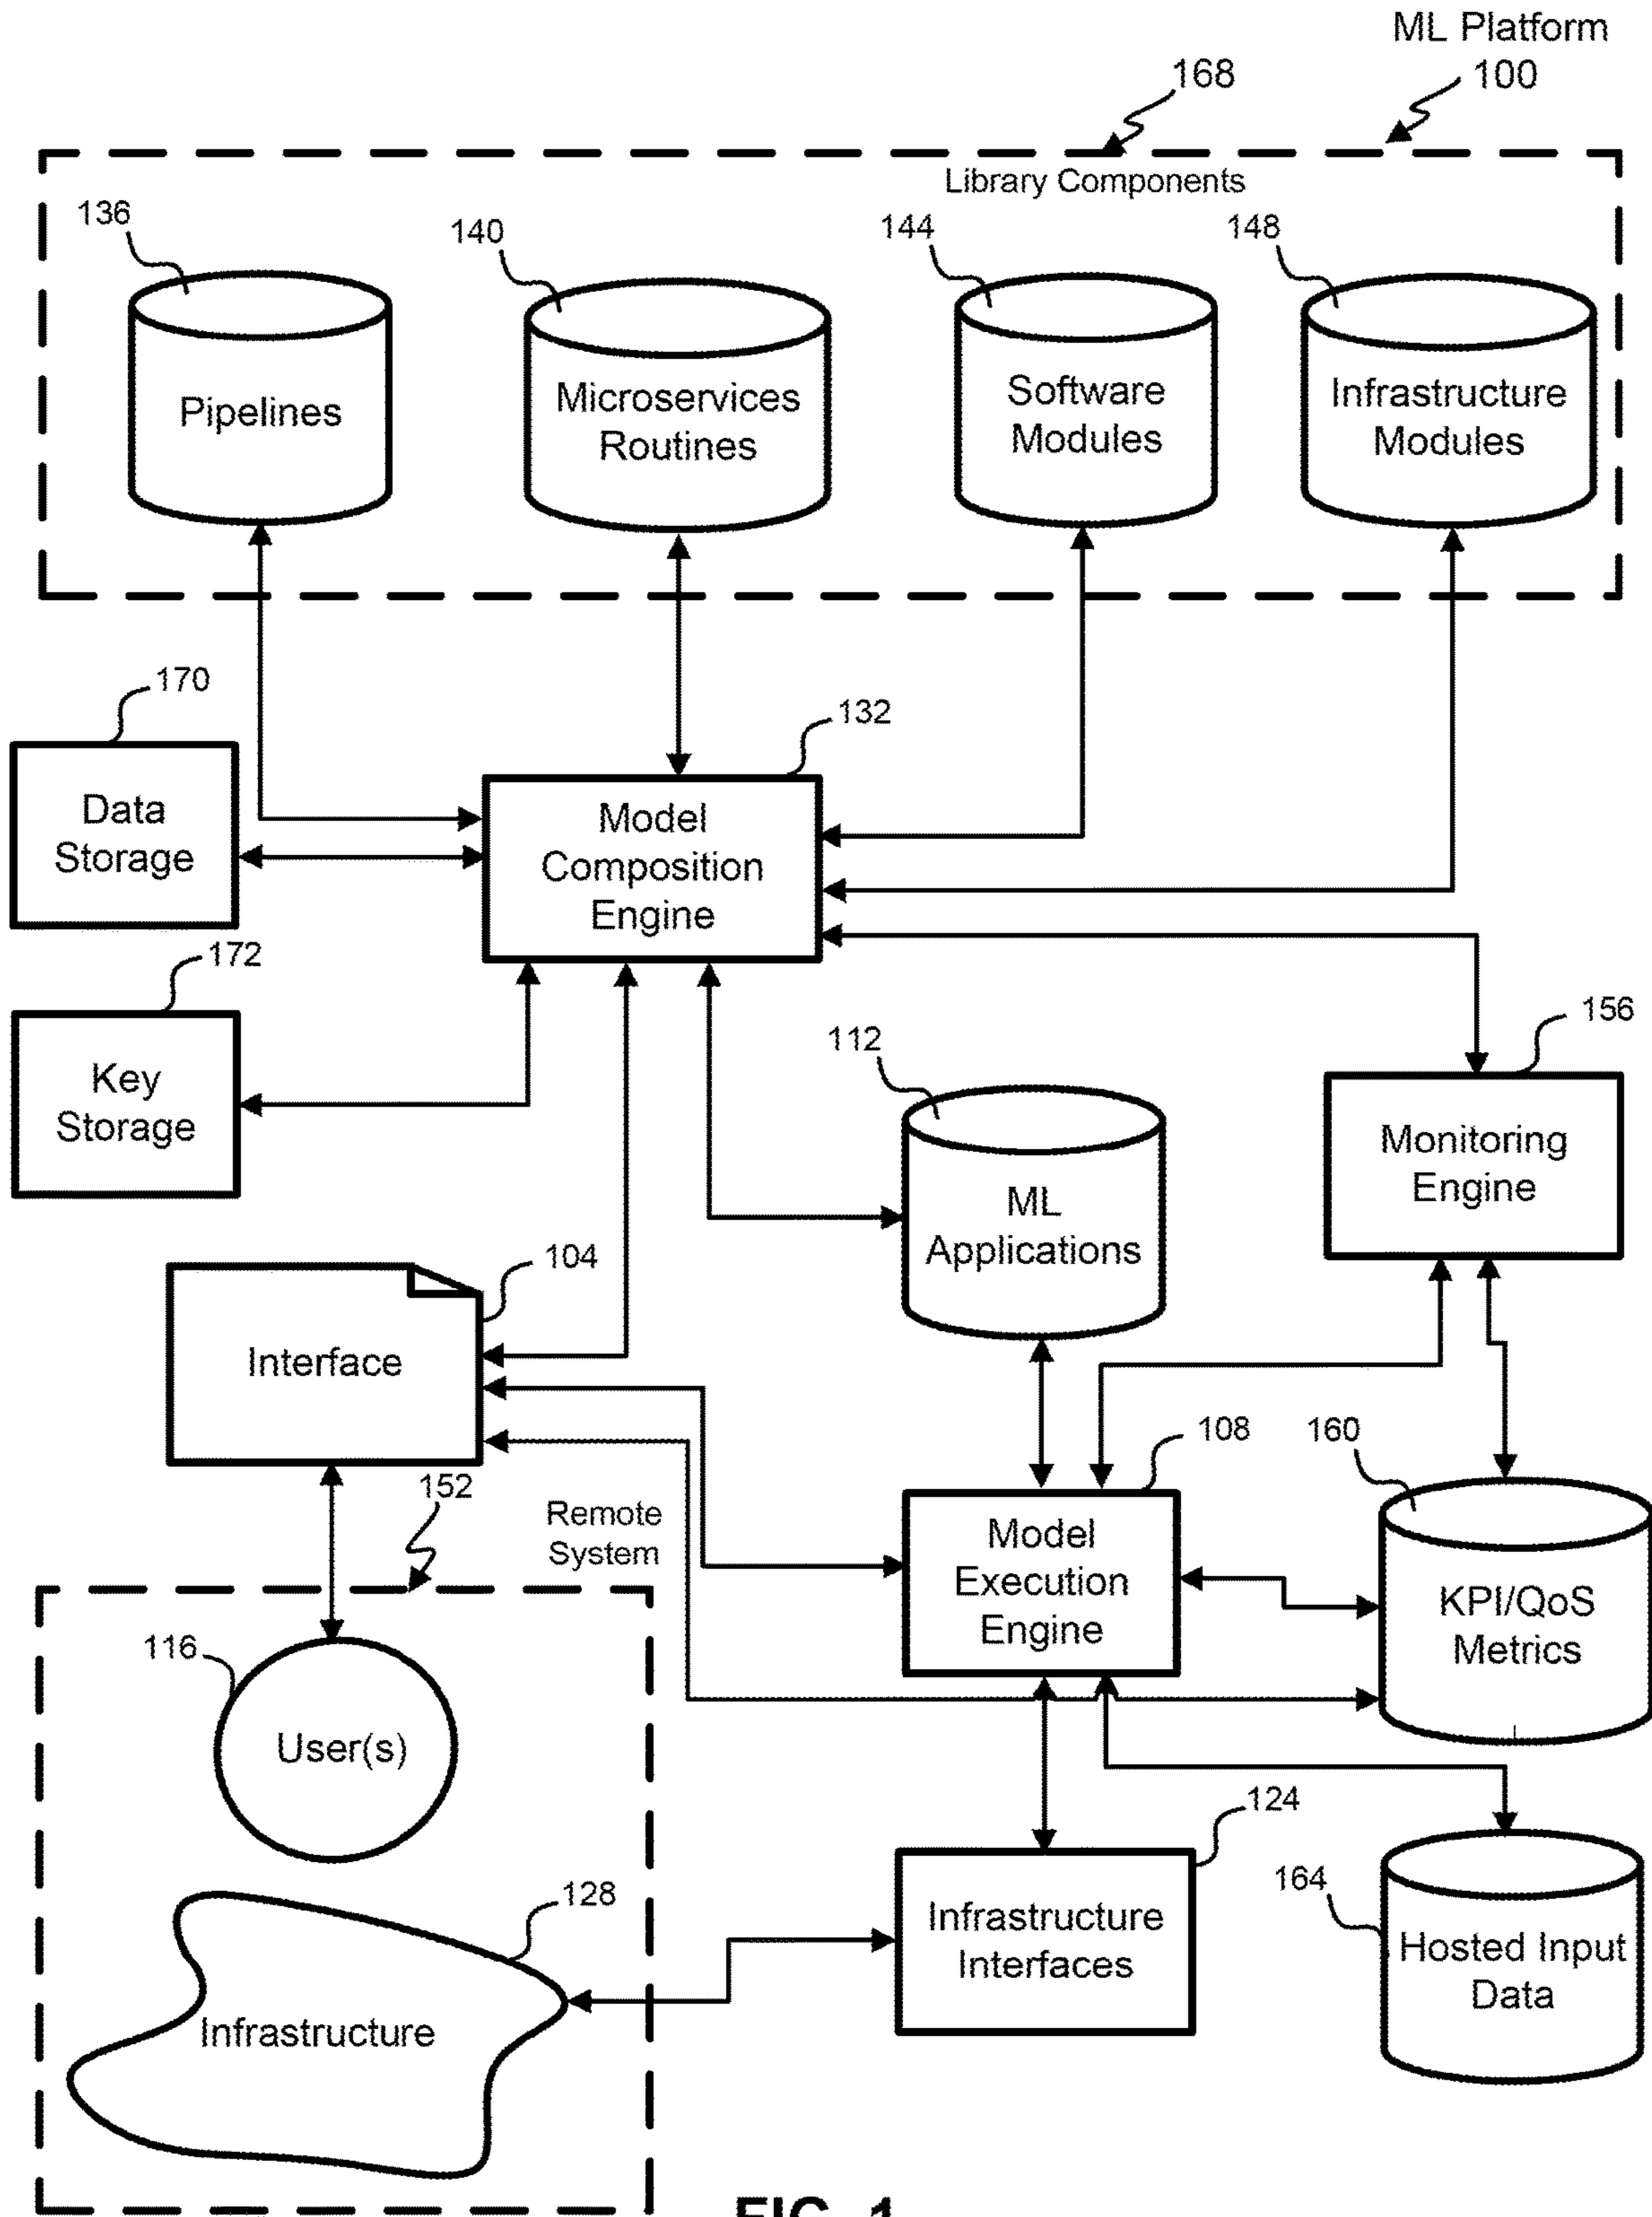 ML Platform
100
168
Library Components
136
140
144
148
Pipelines
Microservices
Routines
Software
Modules
Infrastructure
Modules
170
132
Data
Storage
Model
Composition
Engine
172
156
112
Key
Storage
Monitoring
Engine
ML
Applications
104
Interface
108
160
152
Remote
System
Model
Execution
Engine
KPI/QoS
Metrics
116
User(s)
124
128
164
Infrastructure
Interfaces
Hosted Input
Data
Infrastructure
FIG. 1